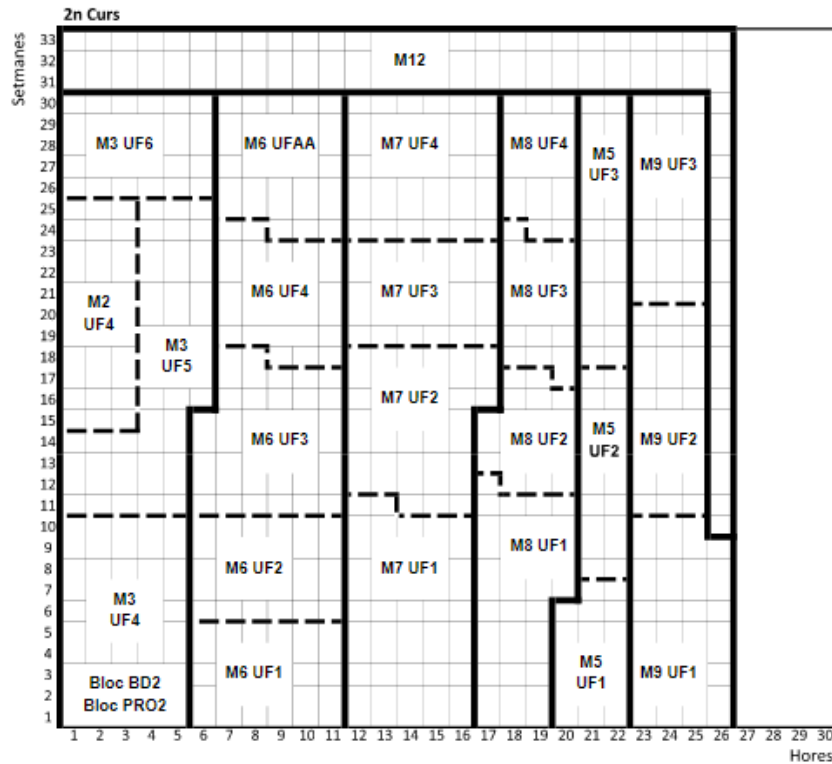 2n Curs
Setmanes
33
32
31
30
29
28
27
26
25
24
23
22
21
20
19
18
17
16
15
14
13
12
11
10
9
8
7
6
5
4
3
2
1
M12
M3 UF6
M6 UFAA
M7 UF4
M8 UF4
M5
UF3
M9 UF3
M2
UF4
M3
UF5
M6 UF4
M7 UF3
M8 UF3
M7 UF2
M6 UF3
M8 UF2
M5
UF2
M9 UF2
M3
UF4
M6 UF2
M7 UF1
M8 UF1
Bloc BD2
Bloc PRO2
M6 UF1
M5
UF1
M9 UF1
1 2 3 4 5 6 7 8 9 10 11 12 13 14 15 16 17 18 19 20 21 22 23 24 25 26 27 28 29 30
Hores